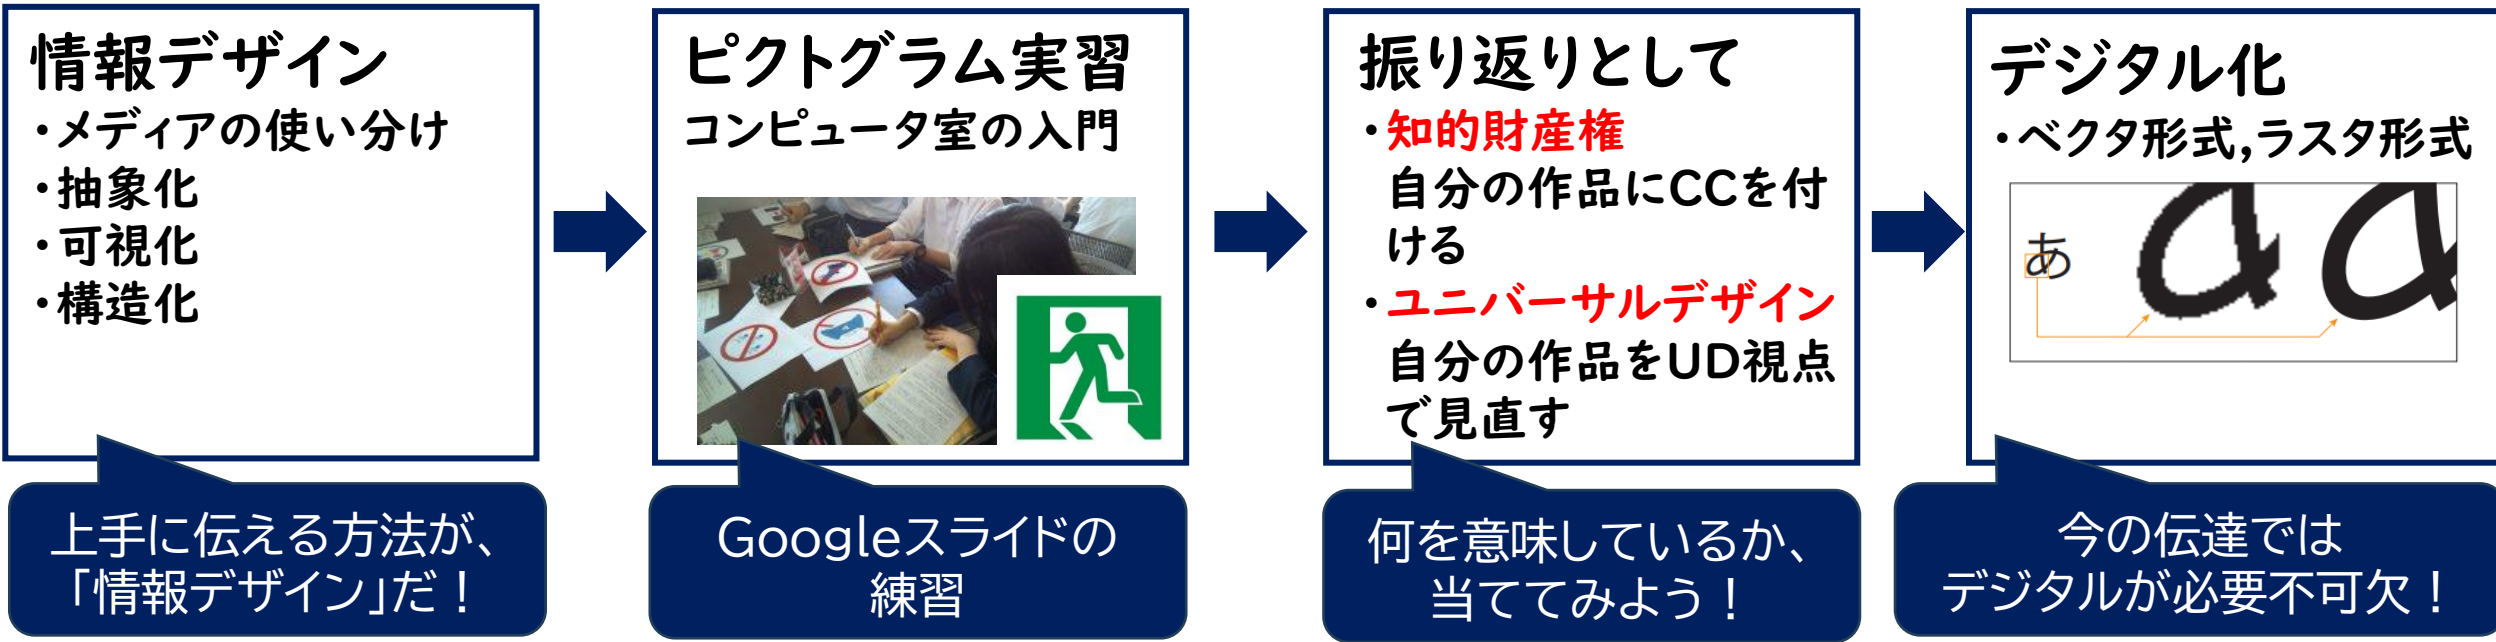 情報デザイン
・メディアの使い分け
・抽象化
・可視化
・構造化
上手に伝える方法が、
「情報デザイン」だ！
ピクトグラム実習
コンピュータ室の入門
Googleスライドの
練習
振り返りとして
・知的財産権
自分の作品にCCを付
ける
・ユニバーサルデザイン
自分の作品をUD視点
で見直す
何を意味しているか、
当ててみよう！
デジタル化
・ベクタ形式,ラスタ形式
あ
今の伝達では
デジタルが必要不可欠！